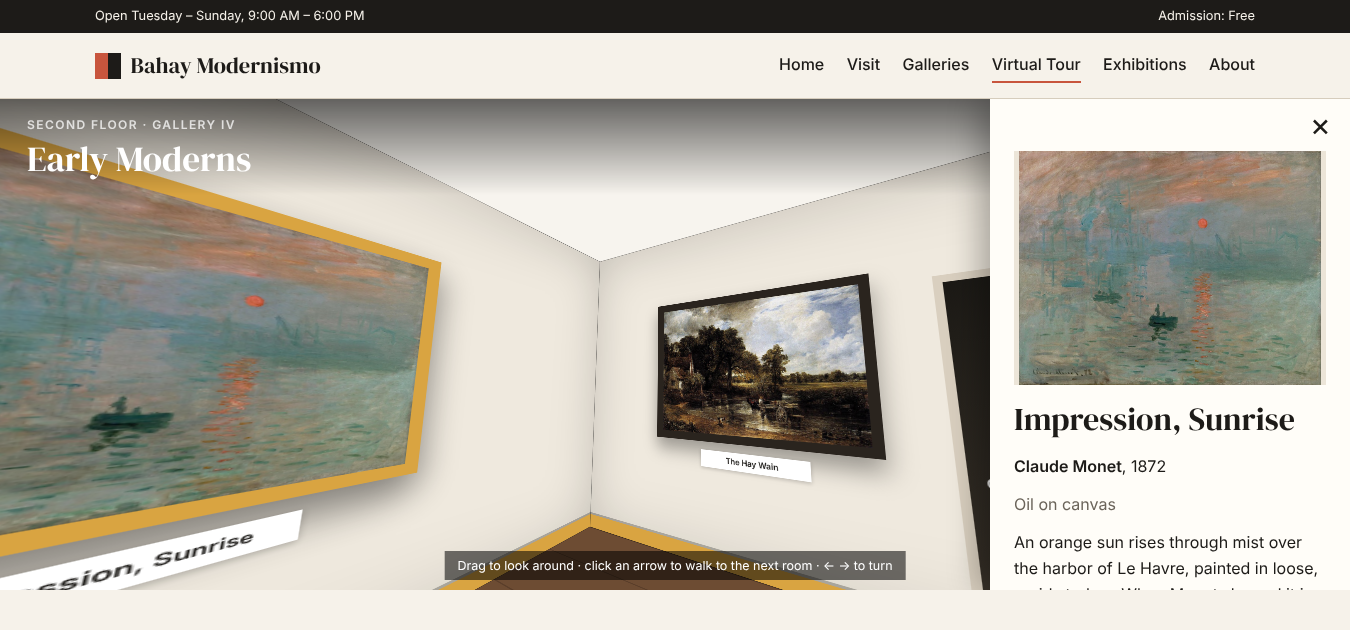 Open Tuesday – Sunday, 9:00 AM – 6:00 PM
Admission: Free
Bahay Modernismo
Home
Visit
Galleries
Virtual Tour
Exhibitions
About
SECOND FLOOR · GALLERY IV
Early Moderns
The Hay Wain
Sunrise
Drag to look around · click an arrow to walk to the next room · ← → to turn
×
Impression, Sunrise
Claude Monet, 1872
Oil on canvas
An orange sun rises through mist over
the harbor of Le Havre, painted in loose,